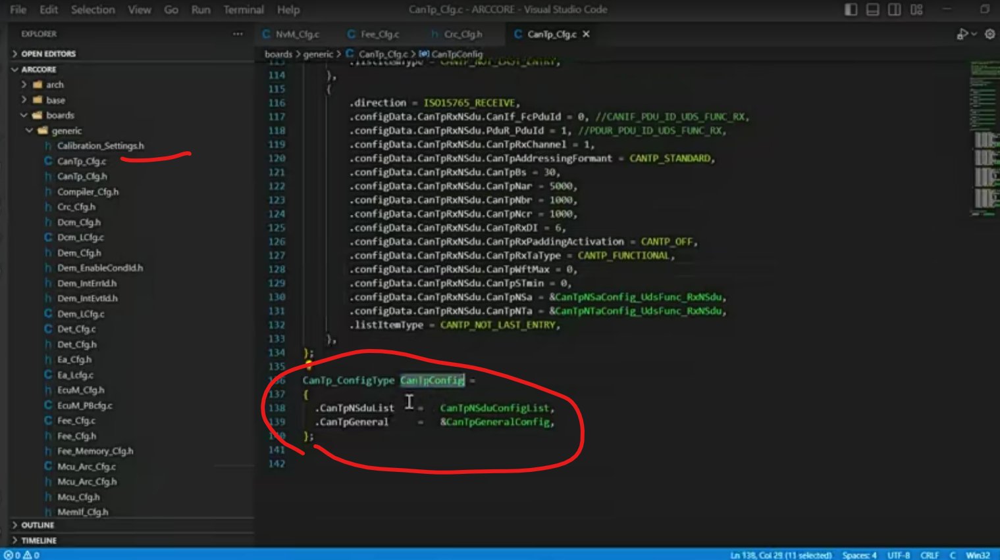 File Edit Selection View Go Run Terminal Help
CanTp_Cfg.c - ARCCORE - Visual Studio Code
EXPLORER
NvM_Cfg.c
Fee_Cfg.c
Crc_Cfg.h
CanTp_Cfg.c
OPEN EDITORS
ARCCORE
arch
base
boards
generic
Calibration_Settings.h
CanTp_Cfg.c
CanTp_Cfg.h
Compiler_Cfg.h
Crc_Cfg.h
Dcm_Cfg.h
Dcm_LCfg.c
Dem_Cfg.h
Dem_EnableCondId.h
Dem_IntErrId.h
Dem_IntEvtId.h
Dem_LCfg.c
Det_Cfg.c
Det_Cfg.h
Ea_Cfg.h
Ea_Lcfg.c
EcuM_Cfg.h
EcuM_PBcfg.c
Fee_Cfg.c
Fee_Cfg.h
Fee_Memory_Cfg.h
Mcu_Arc_Cfg.c
Mcu_Arc_Cfg.h
Mcu_Cfg.h
MemIf_Cfg.h
OUTLINE
TIMELINE
boards > generic > CanTp_Cfg.c > CanTpConfig
113 .listItemType = CANTP_NOT_LAST_ENTRY,
114 },
115 {
116 .direction = ISO15765_RECEIVE,
117 .configData.CanTpRxNSdu.CanIf_FcPduId = 0, //CANIF_PDU_ID_UDS_FUNC_RX,
118 .configData.CanTpRxNSdu.PduR_PduId = 1, //PDUR_PDU_ID_UDS_FUNC_RX,
119 .configData.CanTpRxNSdu.CanTpRxChannel = 1,
120 .configData.CanTpRxNSdu.CanTpAddressingFormant = CANTP_STANDARD,
121 .configData.CanTpRxNSdu.CanTpBs = 30,
122 .configData.CanTpRxNSdu.CanTpNar = 5000,
123 .configData.CanTpRxNSdu.CanTpNbr = 1000,
124 .configData.CanTpRxNSdu.CanTpNcr = 1000,
125 .configData.CanTpRxNSdu.CanTpRxDI = 6,
126 .configData.CanTpRxNSdu.CanTpRxPaddingActivation = CANTP_OFF,
127 .configData.CanTpRxNSdu.CanTpRxTaType = CANTP_FUNCTIONAL,
128 .configData.CanTpRxNSdu.CanTpWftMax = 0,
129 .configData.CanTpRxNSdu.CanTpSTmin = 0,
130 .configData.CanTpRxNSdu.CanTpNSa = &CanTpNSaConfig_UdsFunc_RxNSdu,
131 .configData.CanTpRxNSdu.CanTpNTa = &CanTpNTaConfig_UdsFunc_RxNSdu,
132 .listItemType = CANTP_NOT_LAST_ENTRY,
133 },
134 };
135
136 CanTp_ConfigType CanTpConfig =
137 {
138 .CanTpNSduList = CanTpNSduConfigList,
139 .CanTpGeneral = &CanTpGeneralConfig,
140 };
141
142
0 0
Ln 138, Col 29 (11 selected) Spaces: 4 UTF-8 CRLF C Win32